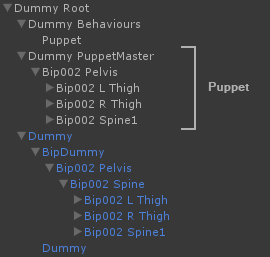 Dummy Root
Dummy Behaviours
Puppet
Dummy PuppetMaster
Bip002 Pelvis
Bip002 L Thigh
Bip002 R Thigh
Bip002 Spine1
Puppet
Dummy
BipDummy
Bip002 Pelvis
Bip002 Spine
Bip002 L Thigh
Bip002 R Thigh
Bip002 Spine1
Dummy